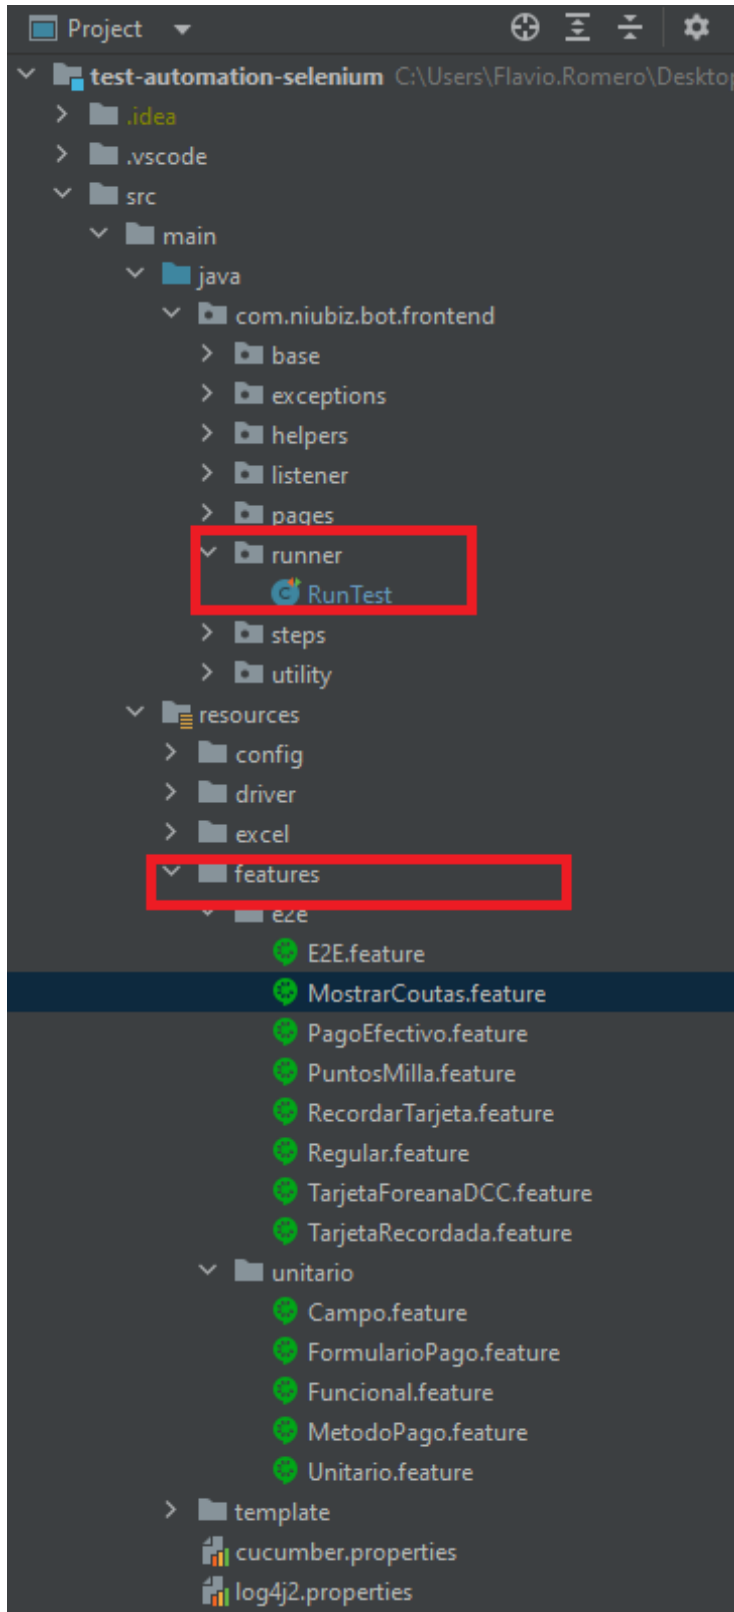 Project
test-automation-selenium C:\Users\Flavio.Romero\Desktop
.idea
.vscode
src
main
java
com.niubiz.bot.frontend
base
exceptions
helpers
listener
pages
runner
RunTest
steps
utility
resources
config
driver
excel
features
e2e
E2E.feature
MostrarCoutas.feature
PagoEfectivo.feature
PuntosMilla.feature
RecordarTarjeta.feature
Regular.feature
TarjetaForeanaDCC.feature
TarjetaRecordada.feature
unitario
Campo.feature
FormularioPago.feature
Funcional.feature
MetodoPago.feature
Unitario.feature
template
cucumber.properties
log4j2.properties